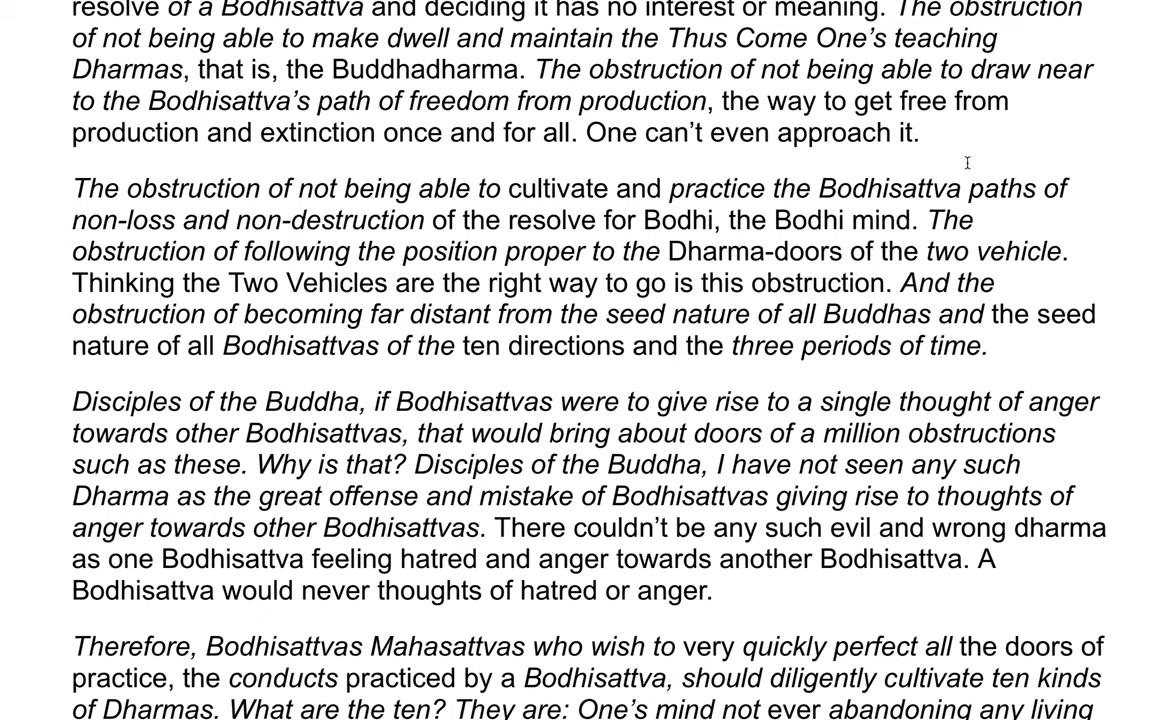 resolve of a Bodhisattva and deciding it has no interest or meaning. The obstruction
of not being able to make dwell and maintain the Thus Come One's teaching
Dharmas, that is, the Buddhadharma. The obstruction of not being able to draw near
to the Bodhisattva's path of freedom from production, the way to get free from
production and extinction once and for all. One can't even approach it.
The obstruction of not being able to cultivate and practice the Bodhisattva paths of
non-loss and non-destruction of the resolve for Bodhi, the Bodhi mind. The
obstruction of following the position proper to the Dharma-doors of the two vehicle.
Thinking the Two Vehicles are the right way to go is this obstruction. And the
obstruction of becoming far distant from the seed nature of all Buddhas and the seed
nature of all Bodhisattvas of the ten directions and the three periods of time.
Disciples of the Buddha, if Bodhisattvas were to give rise to a single thought of anger
towards other Bodhisattvas, that would bring about doors of a million obstructions
such as these. Why is that? Disciples of the Buddha, I have not seen any such
Dharma as the great offense and mistake of Bodhisattvas giving rise to thoughts of
anger towards other Bodhisattvas. There couldn't be any such evil and wrong dharma
as one Bodhisattva feeling hatred and anger towards another Bodhisattva. A
Bodhisattva would never thoughts of hatred or anger.
Therefore, Bodhisattvas Mahasattvas who wish to very quickly perfect all the doors of
practice, the conducts practiced by a Bodhisattva, should diligently cultivate ten kinds
of Dharmas. What are the ten? They are: One's mind not ever abandoning any living